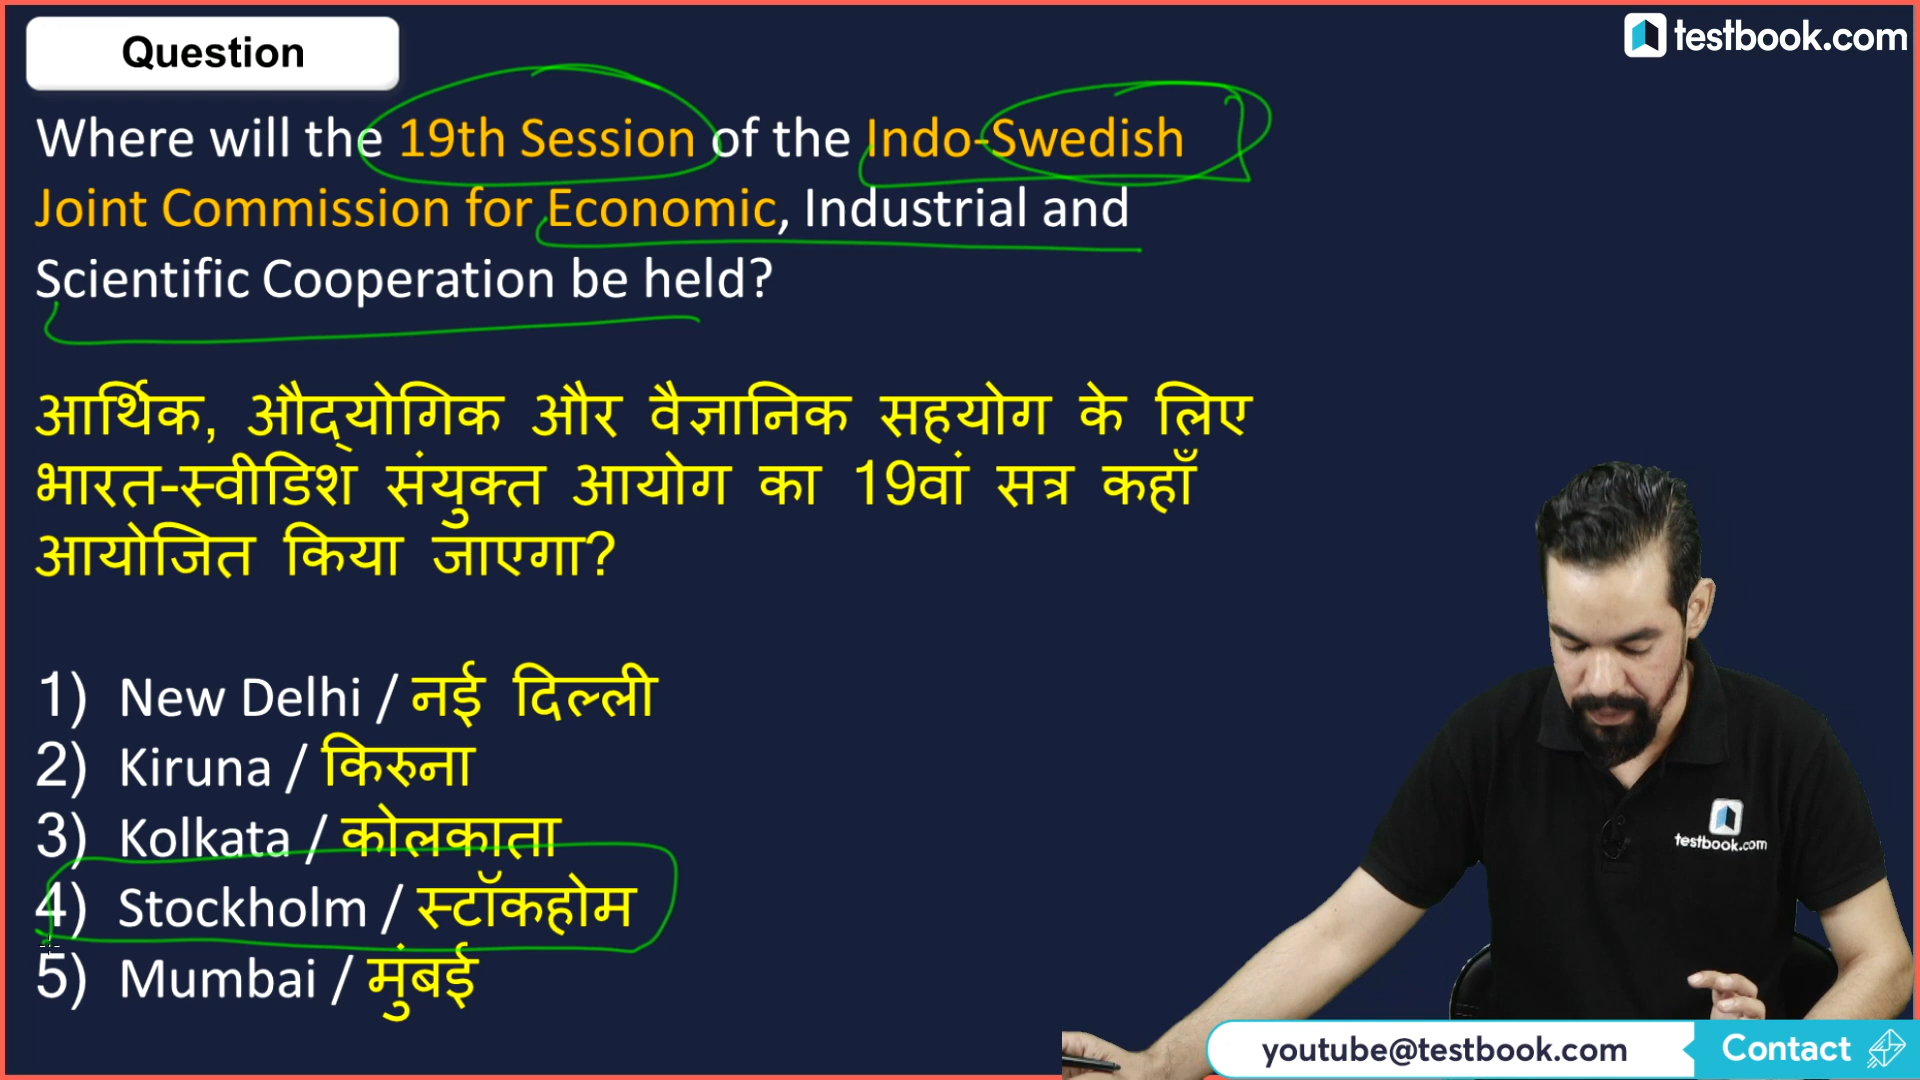 Question
testbook.com
Where will the 19th Session of the Indo-Swedish
Joint Commission for Economic, Industrial and
Scientific Cooperation be held?
आर्थिक, औद्योगिक और वैज्ञानिक सहयोग के लिए
भारत-स्वीडिश संयुक्त आयोग का 19वां सत्र कहाँ
आयोजित किया जाएगा?
1) New Delhi / नई दिल्ली
2) Kiruna / किरुना
3) Kolkata / कोलकाता
4) Stockholm / स्टॉकहोम
5) Mumbai / मुंबई
testbook.com
youtube@testbook.com
Contact